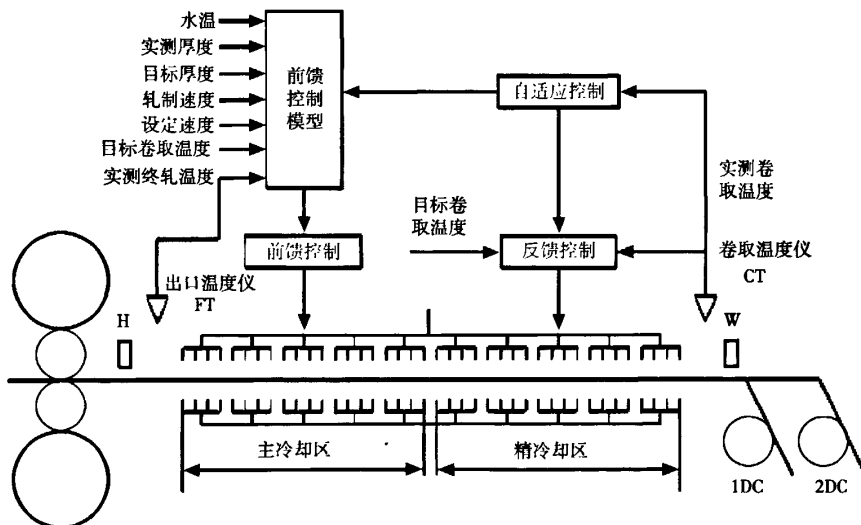 水温
实测厚度
目标厚度
轧制速度
设定速度
目标卷取温度
实测终轧温度
前馈
控制
模型
自适应控制
实测卷
取温度
目标卷
取温度
前馈控制
反馈控制
卷取温度仪
CT
出口温度仪
FT
H
W
主冷却区
精冷却区
1DC
2DC